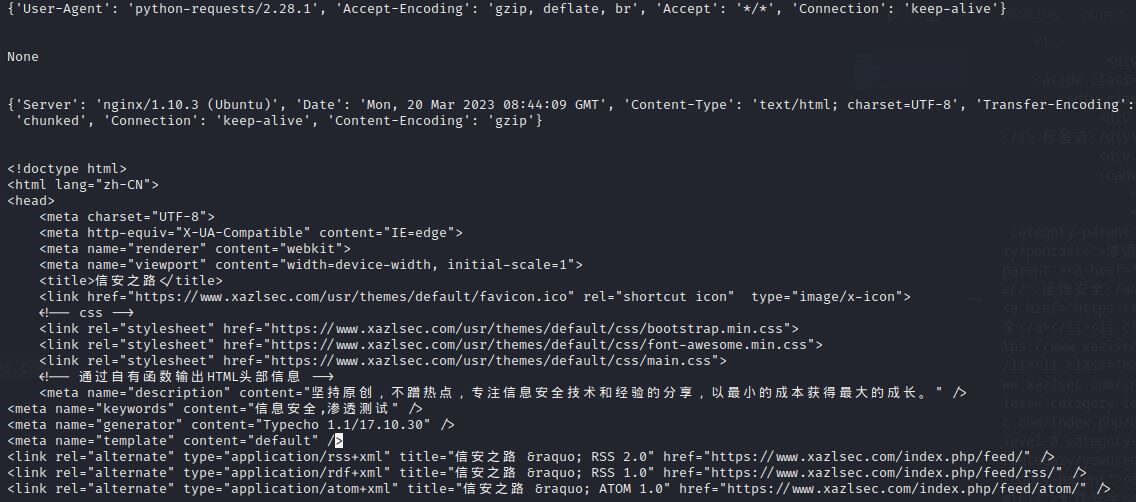 {'User-Agent': 'python-requests/2.28.1', 'Accept-Encoding': 'gzip, deflate, br', 'Accept': '*/*', 'Connection': 'keep-alive'}
None
{'Server': 'nginx/1.10.3 (Ubuntu)', 'Date': 'Mon, 20 Mar 2023 08:44:09 GMT', 'Content-Type': 'text/html; charset=UTF-8', 'Transfer-Encoding':
 'chunked', 'Connection': 'keep-alive', 'Content-Encoding': 'gzip'}
<!doctype html>
<html lang="zh-CN">
<head>
    <meta charset="UTF-8">
    <meta http-equiv="X-UA-Compatible" content="IE=edge">
    <meta name="renderer" content="webkit">
    <meta name="viewport" content="width=device-width, initial-scale=1">
    <title>信安之路</title>
    <link href="https://www.xazlsec.com/usr/themes/default/favicon.ico" rel="shortcut icon"  type="image/x-icon">
    <!-- css -->
    <link rel="stylesheet" href="https://www.xazlsec.com/usr/themes/default/css/bootstrap.min.css">
    <link rel="stylesheet" href="https://www.xazlsec.com/usr/themes/default/css/font-awesome.min.css">
    <link rel="stylesheet" href="https://www.xazlsec.com/usr/themes/default/css/main.css">
    <!-- 通过自有函数输出HTML头部信息 -->
    <meta name="description" content="坚持原创，不蹭热点，专注信息安全技术和经验的分享，以最小的成本获得最大的成长。" />
<meta name="keywords" content="信息安全,渗透测试" />
<meta name="generator" content="Typecho 1.1/17.10.30" />
<meta name="template" content="default" />
<link rel="alternate" type="application/rss+xml" title="信安之路 &raquo; RSS 2.0" href="https://www.xazlsec.com/index.php/feed/" />
<link rel="alternate" type="application/rdf+xml" title="信安之路 &raquo; RSS 1.0" href="https://www.xazlsec.com/index.php/feed/rss/" />
<link rel="alternate" type="application/atom+xml" title="信安之路 &raquo; ATOM 1.0" href="https://www.xazlsec.com/index.php/feed/atom/" />